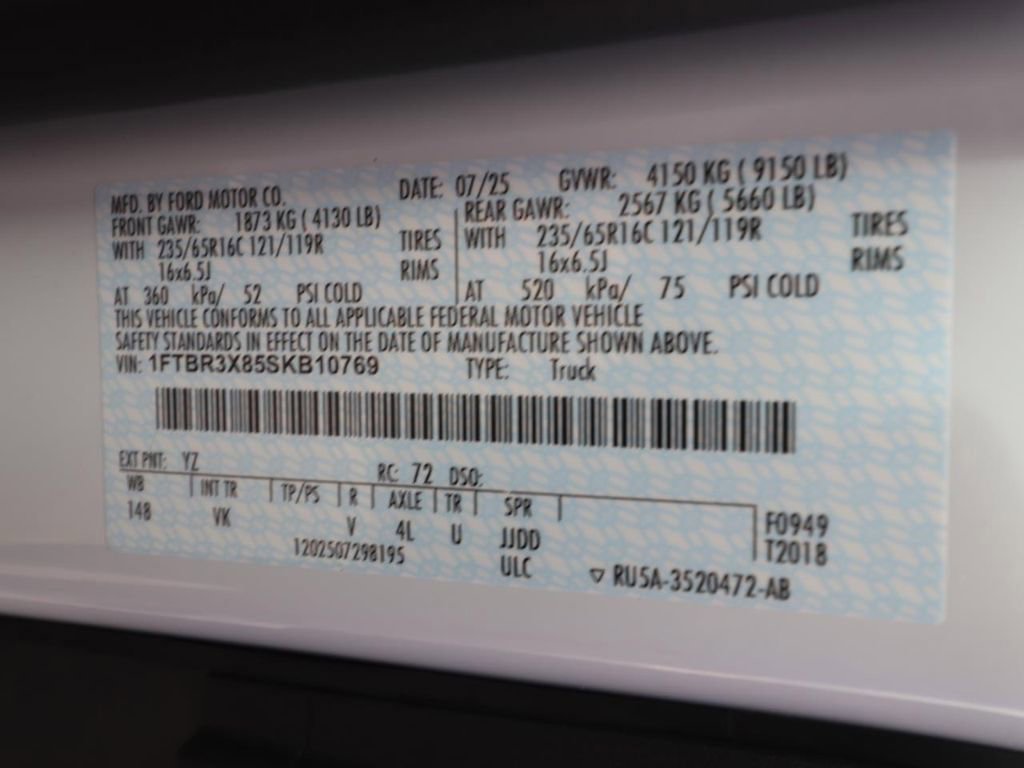 MFD. BY FORD MOTOR CO. DATE: 07/25 GVWR: 4150 KG ( 9150 LB)
FRONT GAWR: 1873 KG ( 4130 LB) REAR GAWR: 2567 KG ( 5660 LB)
WITH 235/65R16C 121/119R TIRES WITH 235/65R16C 121/119R TIRES
16x6.5J RIMS 16x6.5J RIMS
AT 360 kPa/ 52 PSI COLD AT 520 kPa/ 75 PSI COLD
THIS VEHICLE CONFORMS TO ALL APPLICABLE FEDERAL MOTOR VEHICLE
SAFETY STANDARDS IN EFFECT ON THE DATE OF MANUFACTURE SHOWN ABOVE.
VIN: 1FTBR3X85SKB10769 TYPE: Truck
EXT PNT: YZ RC: 72 DSO:
WB INT TR TP/PS R AXLE TR SPR
148 VK V 4L U JJDD F0949
1202507298195 ULC T2018
▽ RU5A-3520472-AB